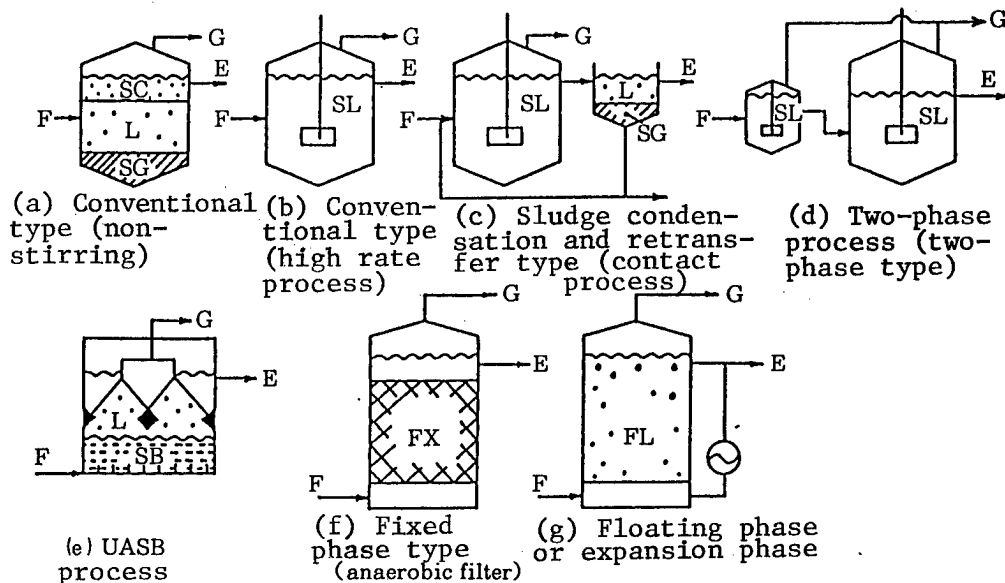 G
E
SC
F
L
SG
G
E
SL
F
G
E
L
SL
F
SG
G
SL
F
SL
E
(a) Conventional
type (non-
stirring)
(b) Conven-
tional type
(high rate
process)
(c) Sludge conden-
sation and retrans-
fer type (contact
process)
(d) Two-phase
process (two-
phase type)
G
E
L
F
SB
(e) UASB
process
G
E
FX
F
(f) Fixed
phase type
(anaerobic filter)
G
E
FL
F
(g) Floating phase
or expansion phase